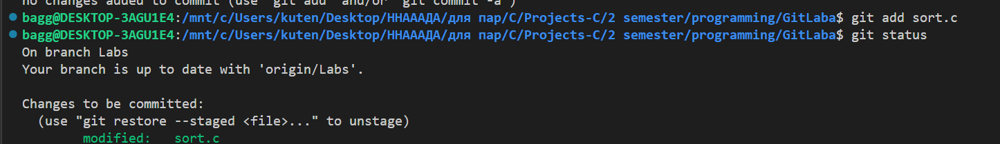 no changes added to commit (use "git add" and/or "git commit -a")
bagg@DESKTOP-3AGU1E4:/mnt/c/Users/kuten/Desktop/ННАААДА/для пар/C/Projects-C/2 semester/programming/GitLaba$ git add sort.c
bagg@DESKTOP-3AGU1E4:/mnt/c/Users/kuten/Desktop/ННАААДА/для пар/C/Projects-C/2 semester/programming/GitLaba$ git status
On branch Labs
Your branch is up to date with 'origin/Labs'.
Changes to be committed:
(use "git restore --staged <file>..." to unstage)
modified:   sort.c